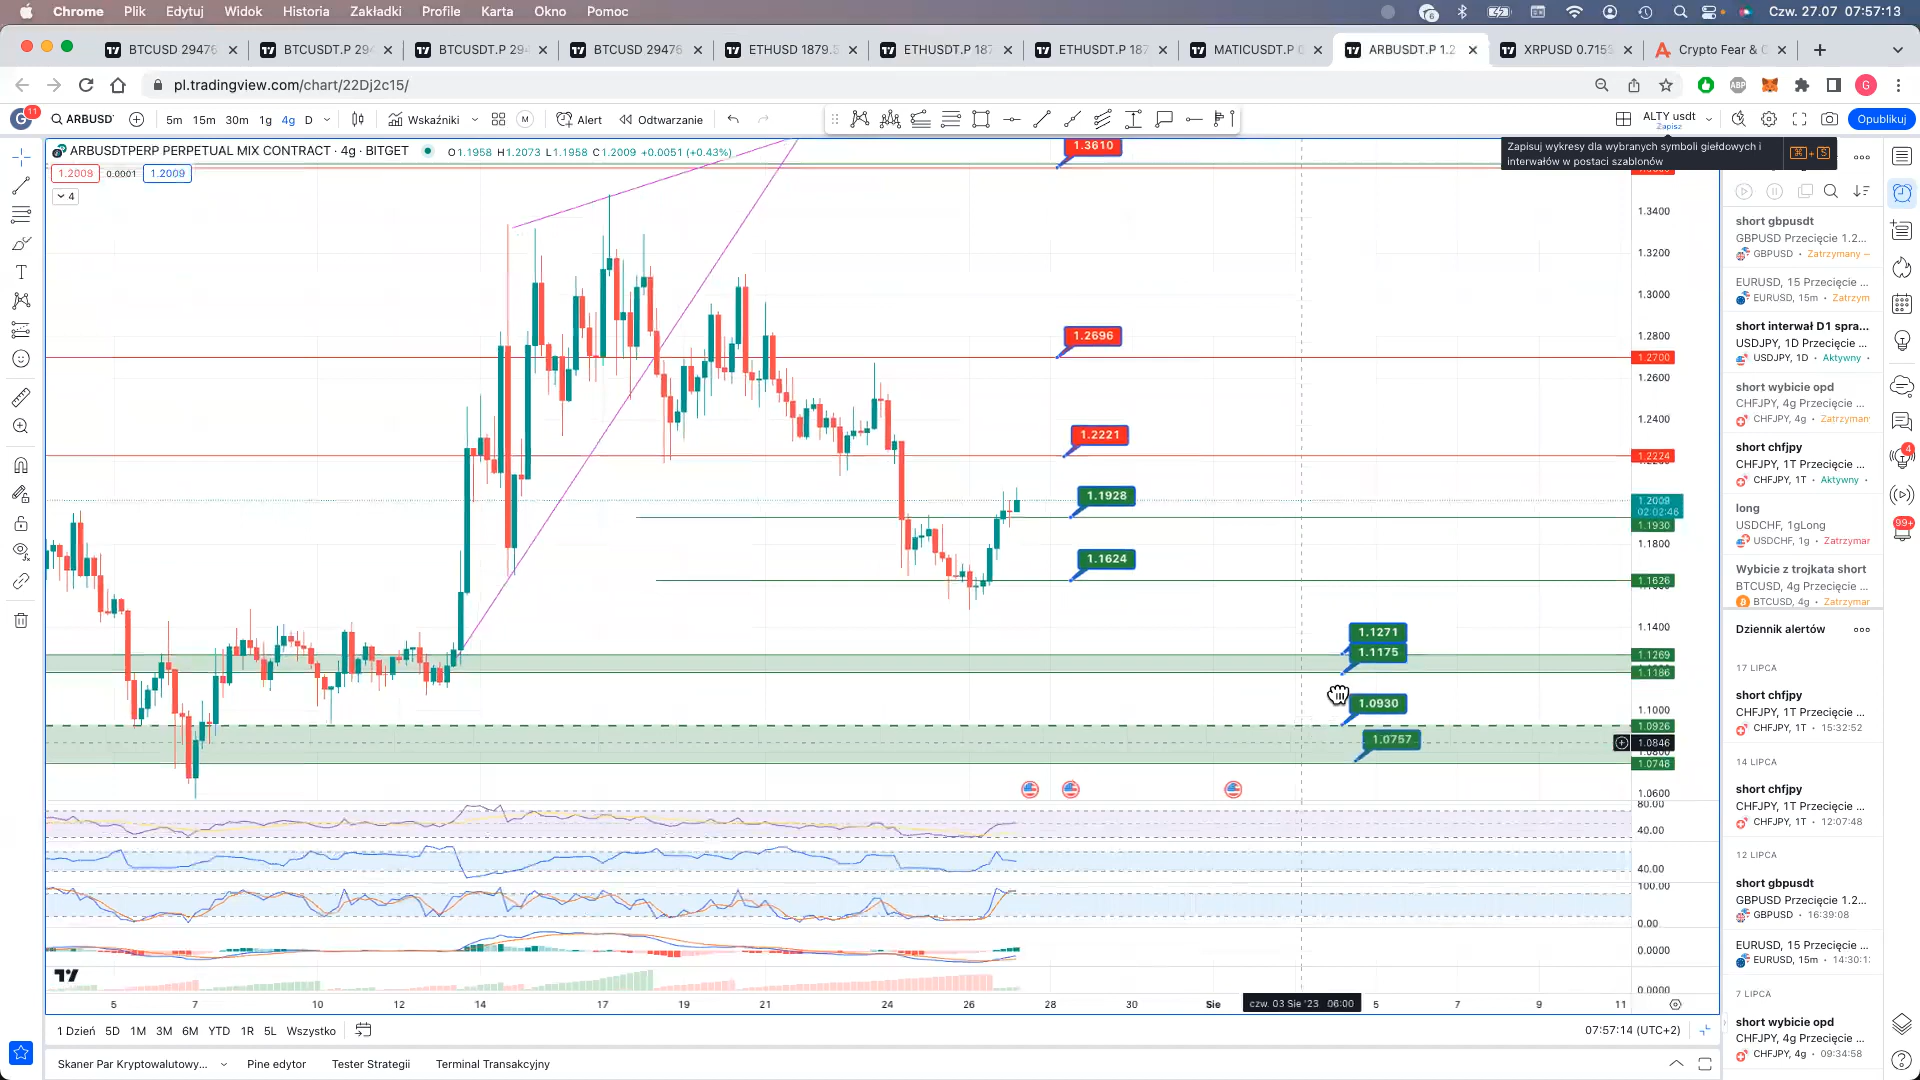 Chrome Plik Edytuj Widok Historia Zakładki Profile Karta Okno Pomoc
Czw. 27.07 07:57:13
BTCUSD 29476
BTCUSDT.P 29
BTCUSDT.P 29
BTCUSD 29476
ETHUSD 1879.
ETHUSDT.P 187
ETHUSDT.P 187
MATICUSDT.P
ARBUSDT.P 1.2
XRPUSD 0.715
Crypto Fear &
pl.tradingview.com/chart/22Dj2c15/
G 11 ARBUSD 5m 15m 30m 1g 4g D Wskaźniki M Alert Odtwarzanie
ALTY usdt
Zapisz
Opublikuj
Zapisuj wykresy dla wybranych symboli giełdowych i
interwałów w postaci szablonów
ARBUSDTPERP PERPETUAL MIX CONTRACT · 4g · BITGET O1.1958 H1.2073 L1.1958 C1.2009 +0.0051 (+0.43%)
1.2009 0.0001 1.2009
4
1.3610
1.2696
1.2221
1.1928
1.1624
1.1271
1.1175
1.0930
1.0757
1.3400
1.3200
1.3000
1.2800
1.2700
1.2600
1.2400
1.2224
1.2009
02:02:46
1.1930
1.1800
1.1626
1.1400
1.1269
1.1186
1.1000
1.0926
1.0846
1.0748
1.0600
80.00
40.00
40.00
100.00
0.00
0.0000
0.0000
5 7 10 12 14 17 19 21 24 26 28 30 Sie czw. 03 Sie '23 06:00 5 7 9 11
1 Dzień 5D 1M 3M 6M YTD 1R 5L Wszystko
07:57:14 (UTC+2)
Skaner Par Kryptowalutowy... Pine edytor Tester Strategii Terminal Transakcyjny
short gbpusdt
GBPUSD Przecięcie 1.2...
GBPUSD · Zatrzymany –
EURUSD, 15 Przecięcie ...
EURUSD, 15m · Zatrzym
short interwał D1 spra...
USDJPY, 1D Przecięcie ...
USDJPY, 1D · Aktywny ·
short wybicie opd
CHFJPY, 4g Przecięcie ...
CHFJPY, 4g · Zatrzyman
short chfjpy
CHFJPY, 1T Przecięcie ...
CHFJPY, 1T · Aktywny ·
long
USDCHF, 1gLong
USDCHF, 1g · Zatrzymar
Wybicie z trojkata short
BTCUSD, 4g Przecięcie ...
BTCUSD, 4g · Zatrzymar
Dziennik alertów
17 LIPCA
short chfjpy
CHFJPY, 1T Przecięcie ...
CHFJPY, 1T · 15:32:52
14 LIPCA
short chfjpy
CHFJPY, 1T Przecięcie ...
CHFJPY, 1T · 12:07:48
12 LIPCA
short gbpusdt
GBPUSD Przecięcie 1.2...
GBPUSD · 16:39:08
EURUSD, 15 Przecięcie ...
EURUSD, 15m · 14:30:1
7 LIPCA
short wybicie opd
CHFJPY, 4g Przecięcie ...
CHFJPY, 4g · 09:34:58
4
99+